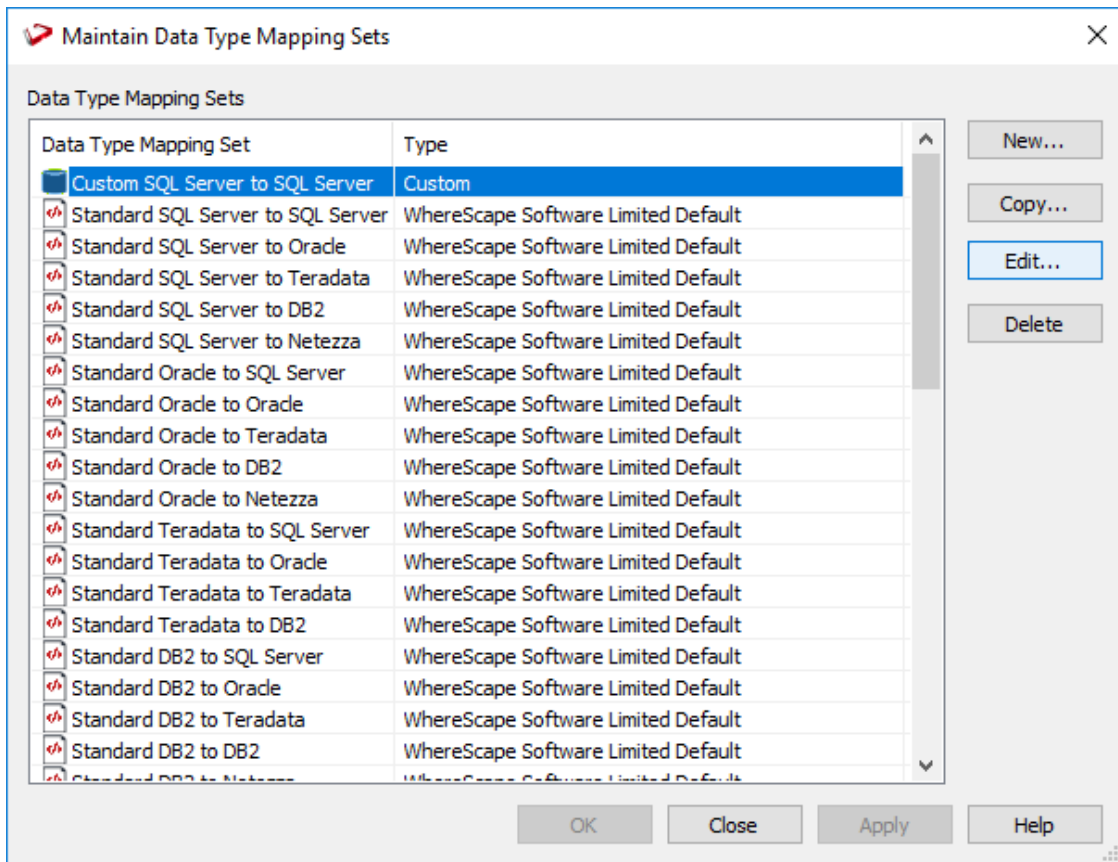 Maintain Data Type Mapping Sets
Data Type Mapping Sets
Data Type Mapping Set Type
Custom SQL Server to SQL Server Custom
Standard SQL Server to SQL Server WhereScape Software Limited Default
Standard SQL Server to Oracle WhereScape Software Limited Default
Standard SQL Server to Teradata WhereScape Software Limited Default
Standard SQL Server to DB2 WhereScape Software Limited Default
Standard SQL Server to Netezza WhereScape Software Limited Default
Standard Oracle to SQL Server WhereScape Software Limited Default
Standard Oracle to Oracle WhereScape Software Limited Default
Standard Oracle to Teradata WhereScape Software Limited Default
Standard Oracle to DB2 WhereScape Software Limited Default
Standard Oracle to Netezza WhereScape Software Limited Default
Standard Teradata to SQL Server WhereScape Software Limited Default
Standard Teradata to Oracle WhereScape Software Limited Default
Standard Teradata to Teradata WhereScape Software Limited Default
Standard Teradata to DB2 WhereScape Software Limited Default
Standard DB2 to SQL Server WhereScape Software Limited Default
Standard DB2 to Oracle WhereScape Software Limited Default
Standard DB2 to Teradata WhereScape Software Limited Default
Standard DB2 to DB2 WhereScape Software Limited Default
New...
Copy...
Edit...
Delete
OK Close Apply Help